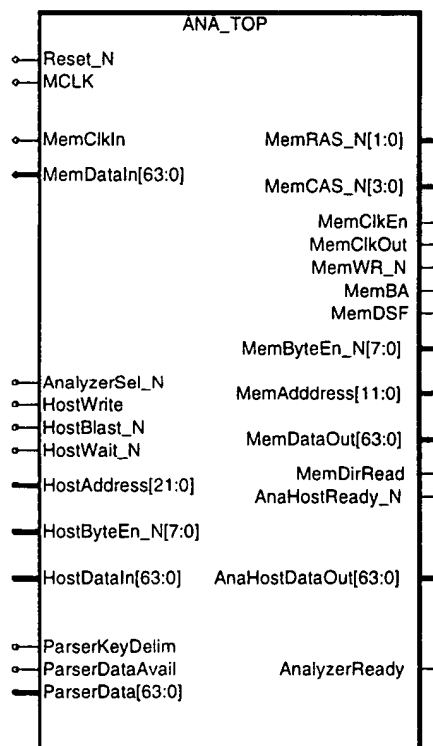 ANA_TOP
Reset_N
MCLK
MemClkIn
MemRAS_N[1:0]
MemDataIn[63:0]
MemCAS_N[3:0]
MemClkEn
MemClkOut
MemWR_N
MemBA
MemDSF
MemByteEn_N[7:0]
AnalyzerSel_N
MemAdddress[11:0]
HostWrite
HostBlast_N
MemDataOut[63:0]
HostWait_N
MemDirRead
HostAddress[21:0]
AnaHostReady_N
HostByteEn_N[7:0]
HostDataIn[63:0]
AnaHostDataOut[63:0]
ParserKeyDelim
ParserDataAvail
AnalyzerReady
ParserData[63:0]